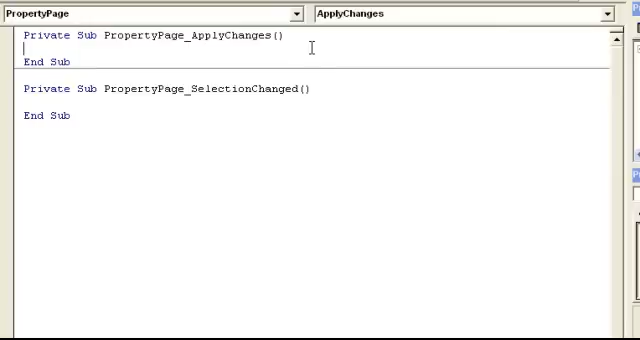 PropertyPage
ApplyChanges
Private Sub PropertyPage_ApplyChanges()
End Sub
Private Sub PropertyPage_SelectionChanged()
End Sub